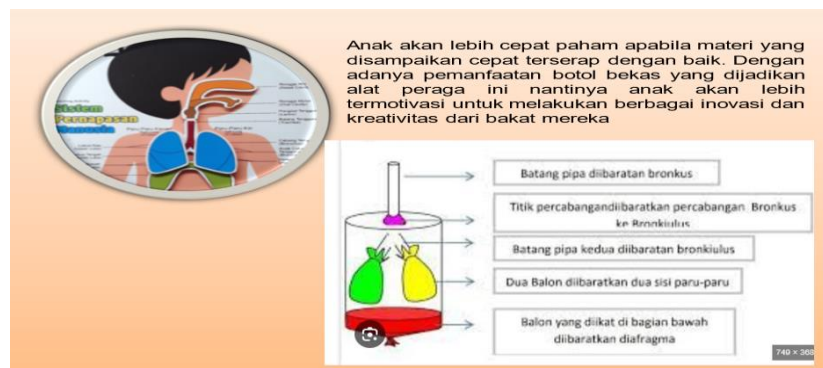 Anak akan lebih cepat paham apabila materi yang
disampaikan cepat terserap dengan baik. Dengan
adanya pemanfaatan botol bekas yang dijadikan
alat peraga ini nantinya anak akan lebih
termotivasi untuk melakukan berbagai inovasi dan
kreativitas dari bakat mereka
Sistem
Pernapasan
Manusia
Batang pipa diibaratan bronkus
Titik percabangandiibaratkan percabangan Bronkus
ke Bronkiulus
Batang pipa kedua diibaratan bronkiulus
Dua Balon diibaratkan dua sisi paru-paru
Balon yang diikat di bagian bawah
diibaratkan diafragma
749 × 368